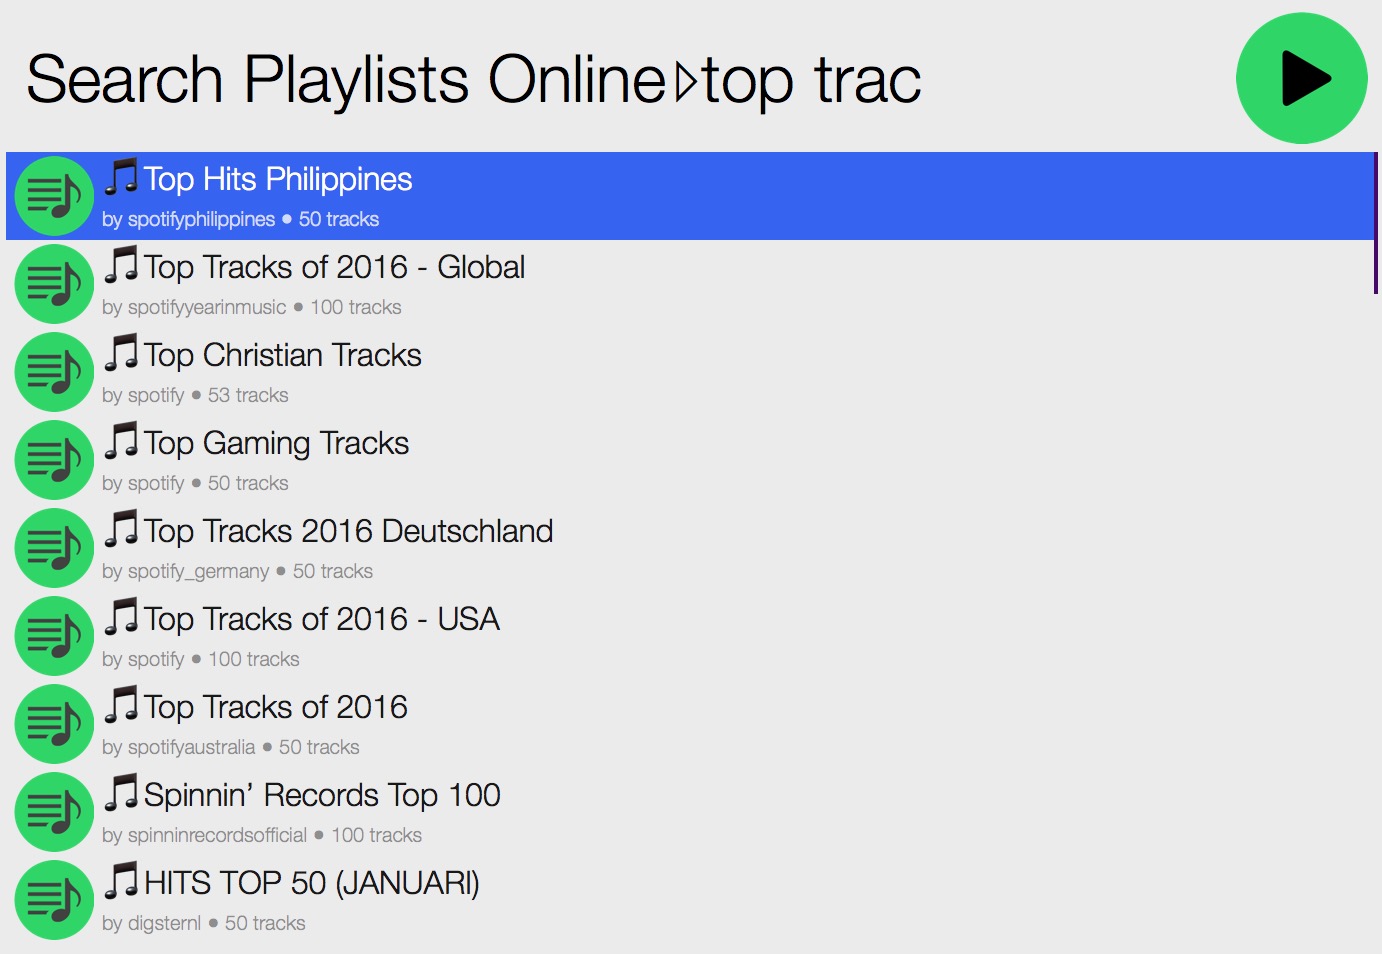 Search Playlists Online▹top trac
🎵Top Hits Philippines
by spotifyphilippines ● 50 tracks
🎵Top Tracks of 2016 - Global
by spotifyyearinmusic ● 100 tracks
🎵Top Christian Tracks
by spotify ● 53 tracks
🎵Top Gaming Tracks
by spotify ● 50 tracks
🎵Top Tracks 2016 Deutschland
by spotify_germany ● 50 tracks
🎵Top Tracks of 2016 - USA
by spotify ● 100 tracks
🎵Top Tracks of 2016
by spotifyaustralia ● 50 tracks
🎵Spinnin’ Records Top 100
by spinninrecordsofficial ● 100 tracks
🎵HITS TOP 50 (JANUARI)
by digsternl ● 50 tracks